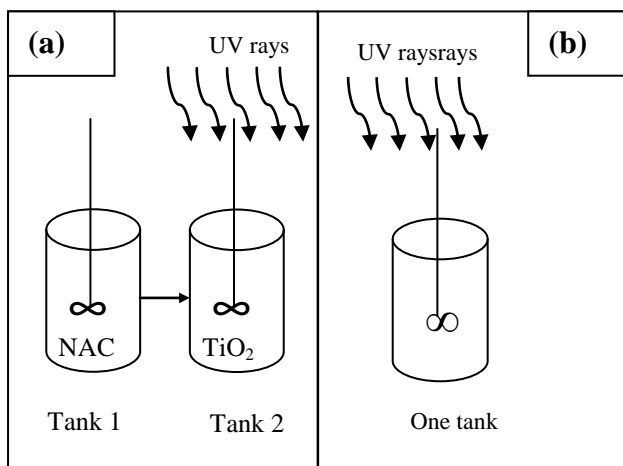 (a)
UV rays
NAC
TiO₂
Tank 1
Tank 2
(b)
UV raysrays
One tank